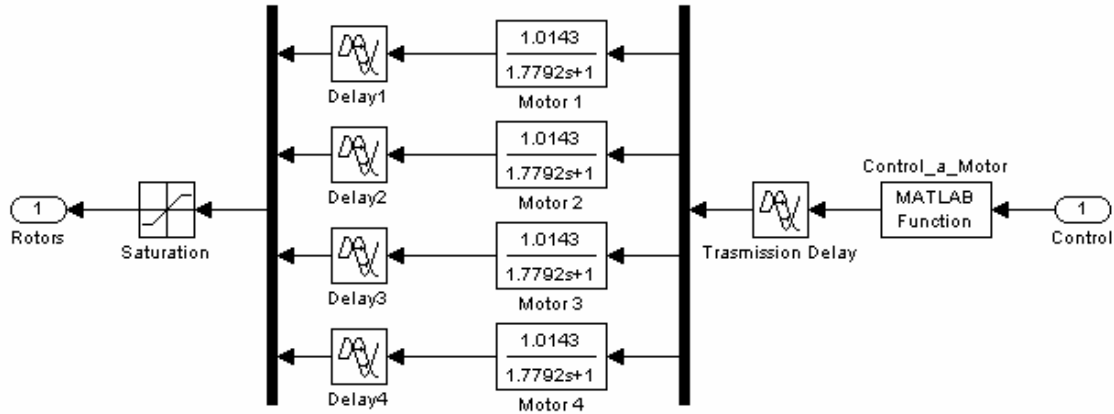 1.0143
1.7792s+1
Delay1
Motor 1
1.0143
1.7792s+1
Delay2
Motor 2
Control_a_Motor
MATLAB
Function
1
Rotors
Saturation
Trasmission Delay
1
Control
1.0143
1.7792s+1
Delay3
Motor 3
1.0143
1.7792s+1
Delay4
Motor 4